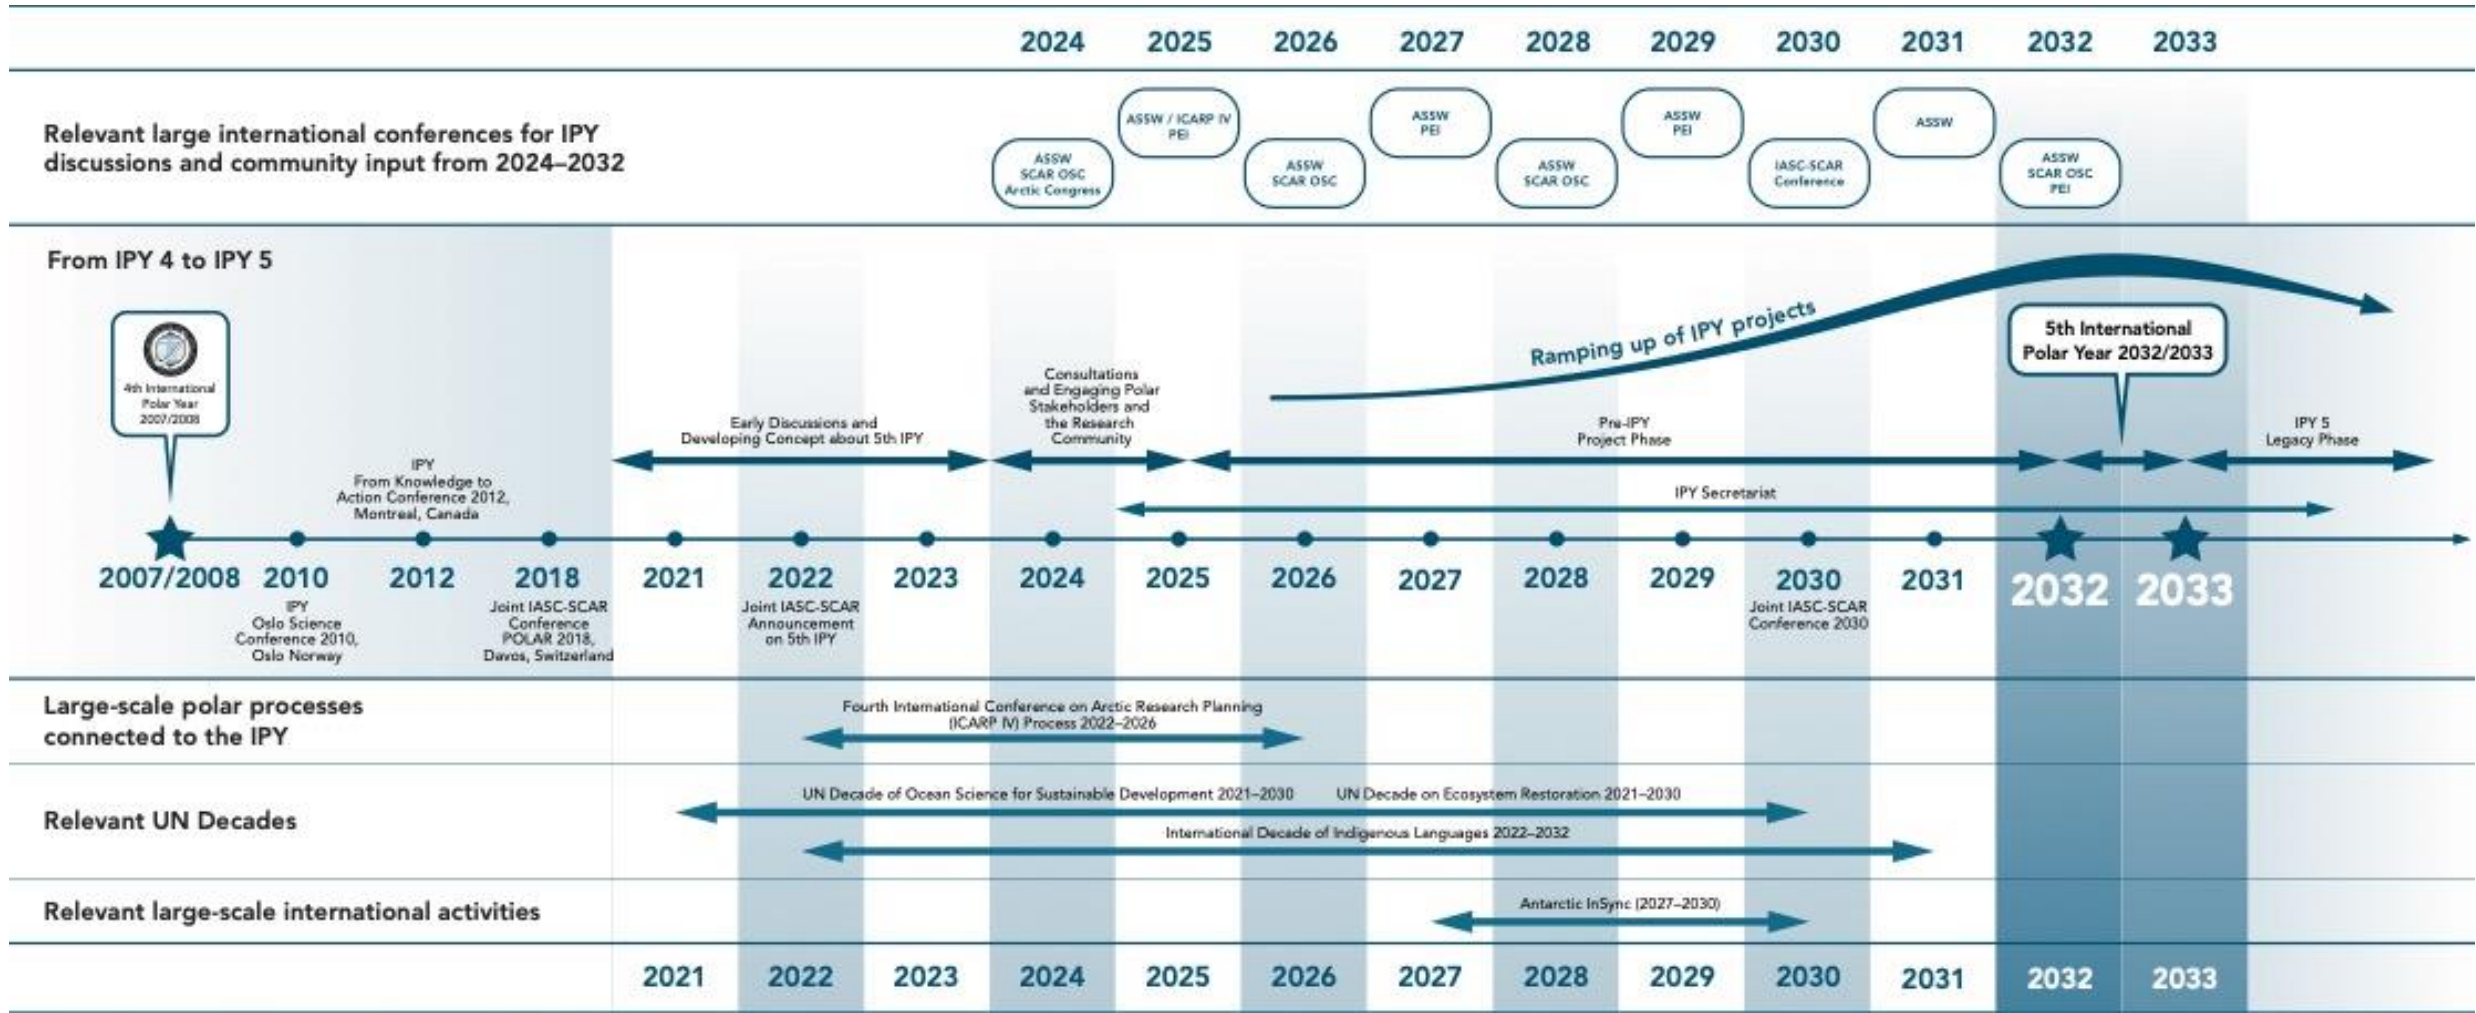 2024 2025 2026 2027 2028 2029 2030 2031 2032 2033
Relevant large international conferences for IPY
discussions and community input from 2024–2032
ASSW
SCAR OSC
Arctic Congress
ASSW / ICARP IV
PEI
ASSW
SCAR OSC
ASSW
PEI
ASSW
SCAR OSC
ASSW
PEI
IASC-SCAR
Conference
ASSW
ASSW
SCAR OSC
PEI
From IPY 4 to IPY 5
4th International
Polar Year
2007/2008
IPY
From Knowledge to
Action Conference 2012,
Montreal, Canada
Early Discussions and
Developing Concept about 5th IPY
Consultations
and Engaging Polar
Stakeholders and
the Research
Community
Ramping up of IPY projects
Pre-IPY
Project Phase
5th International
Polar Year 2032/2033
IPY 5
Legacy Phase
IPY Secretariat
2007/2008 2010 2012 2018 2021 2022 2023 2024 2025 2026 2027 2028 2029 2030 2031 2032 2033
IPY
Oslo Science
Conference 2010,
Oslo Norway
Joint IASC-SCAR
Conference
POLAR 2018,
Davos, Switzerland
Joint IASC-SCAR
Announcement
on 5th IPY
Joint IASC-SCAR
Conference 2030
Large-scale polar processes
connected to the IPY
Fourth International Conference on Arctic Research Planning
(ICARP IV) Process 2022–2026
Relevant UN Decades
UN Decade of Ocean Science for Sustainable Development 2021–2030 UN Decade on Ecosystem Restoration 2021–2030
International Decade of Indigenous Languages 2022–2032
Relevant large-scale international activities
Antarctic InSync (2027–2030)
2021 2022 2023 2024 2025 2026 2027 2028 2029 2030 2031 2032 2033